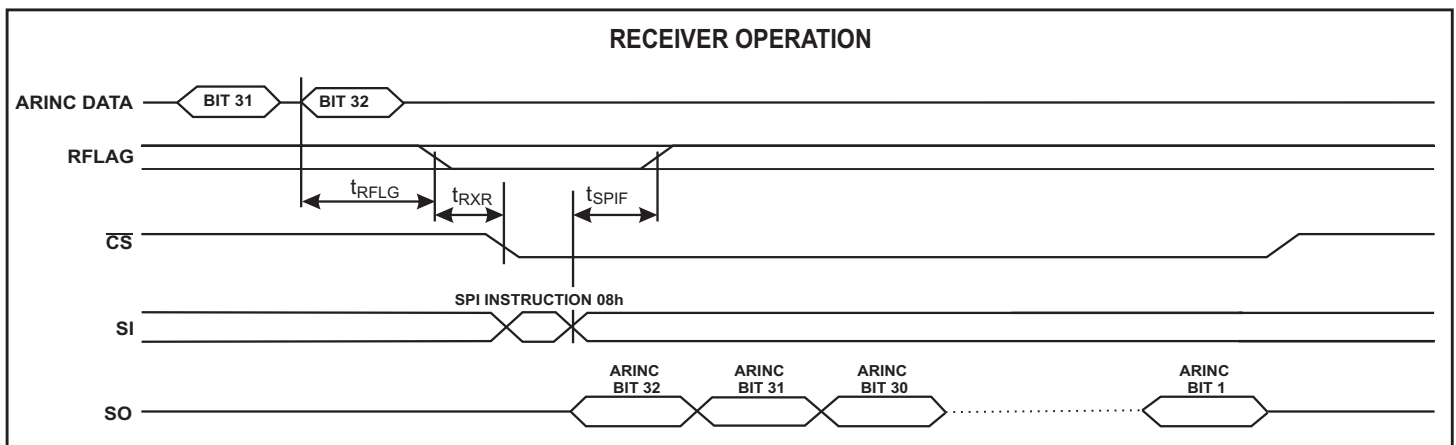 RECEIVER OPERATION
ARINC DATA
BIT 31
BIT 32
RFLAG
tRFLG
tRXR
tSPIF
CS
SPI INSTRUCTION 08h
SI
ARINC
BIT 32
ARINC
BIT 31
ARINC
BIT 30
ARINC
BIT 1
SO